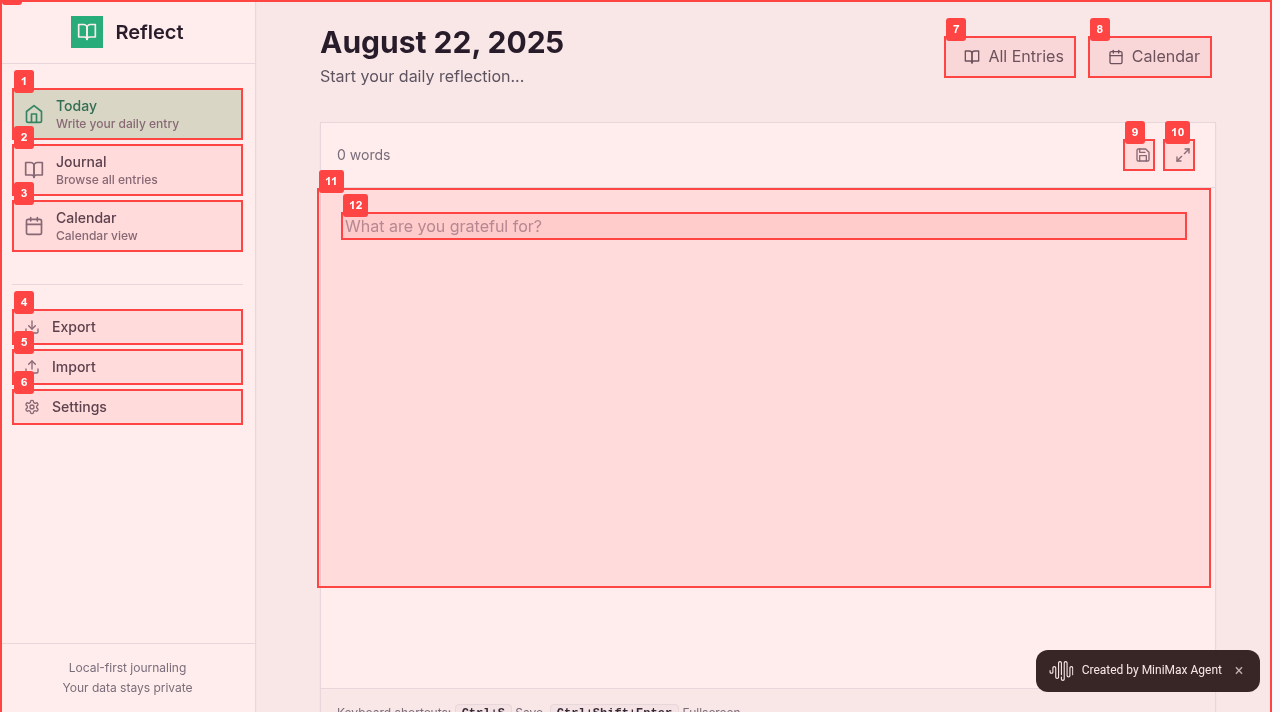 Reflect
1
Today
Write your daily entry
2
Journal
Browse all entries
3
Calendar
Calendar view
4
Export
5
Import
6
Settings
Local-first journaling
Your data stays private
August 22, 2025
Start your daily reflection...
7
All Entries
8
Calendar
0 words
9
10
11
12
What are you grateful for?
Created by MiniMax Agent ×
Keyboard shortcuts: Ctrl+S Save, Ctrl+Shift+Enter Fullscreen